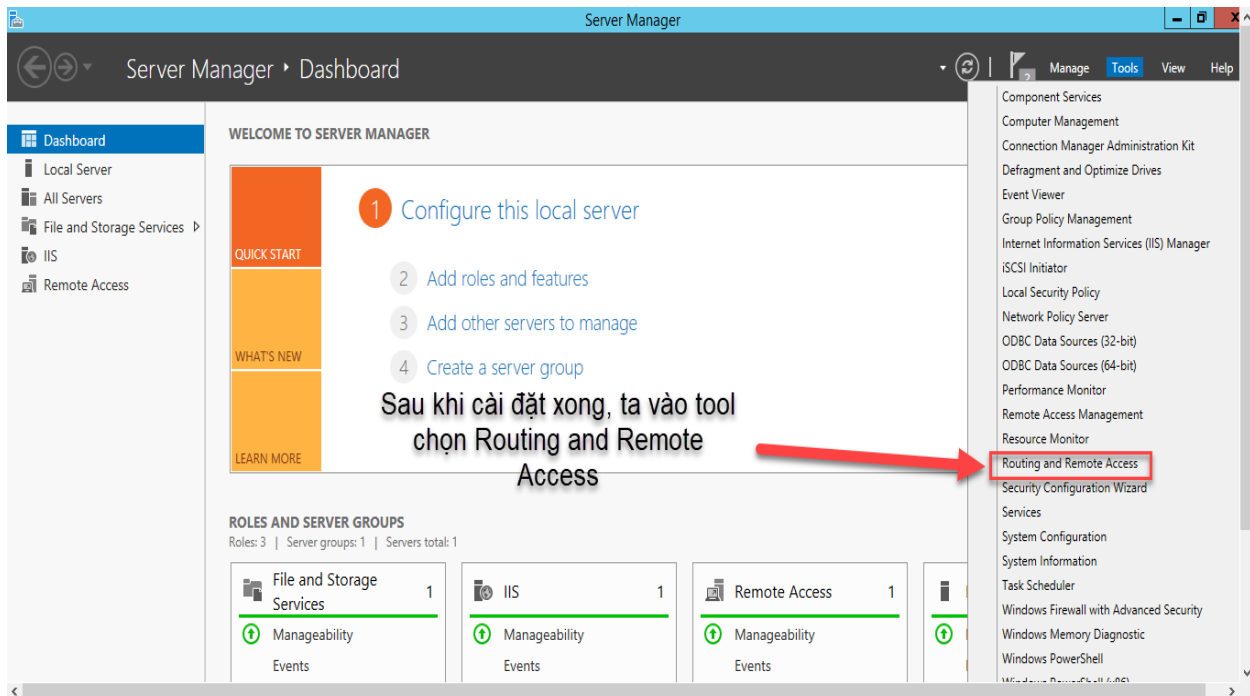 Server Manager
Server Manager • Dashboard
2
Manage
Tools
View
Help
Dashboard
Local Server
All Servers
File and Storage Services
IIS
Remote Access
WELCOME TO SERVER MANAGER
QUICK START
WHAT'S NEW
LEARN MORE
1 Configure this local server
2 Add roles and features
3 Add other servers to manage
4 Create a server group
Sau khi cài đặt xong, ta vào tool
chọn Routing and Remote
Access
ROLES AND SERVER GROUPS
Roles: 3 | Server groups: 1 | Servers total: 1
File and Storage
Services
1
Manageability
Events
IIS 1
Manageability
Events
Remote Access 1
Manageability
Events
Component Services
Computer Management
Connection Manager Administration Kit
Defragment and Optimize Drives
Event Viewer
Group Policy Management
Internet Information Services (IIS) Manager
iSCSI Initiator
Local Security Policy
Network Policy Server
ODBC Data Sources (32-bit)
ODBC Data Sources (64-bit)
Performance Monitor
Remote Access Management
Resource Monitor
Routing and Remote Access
Security Configuration Wizard
Services
System Configuration
System Information
Task Scheduler
Windows Firewall with Advanced Security
Windows Memory Diagnostic
Windows PowerShell
Windows PowerShell (x86)